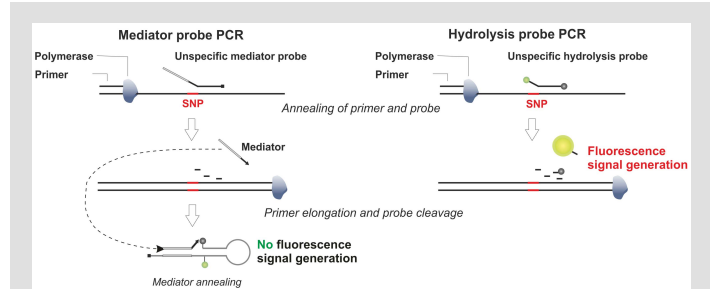 Mediator probe PCR
Hydrolysis probe PCR
Polymerase
Unspecific mediator probe
Primer
SNP
Polymerase
Unspecific hydrolysis probe
Primer
SNP
Annealing of primer and probe
Mediator
Fluorescence
signal generation
Primer elongation and probe cleavage
No fluorescence
signal generation
Mediator annealing